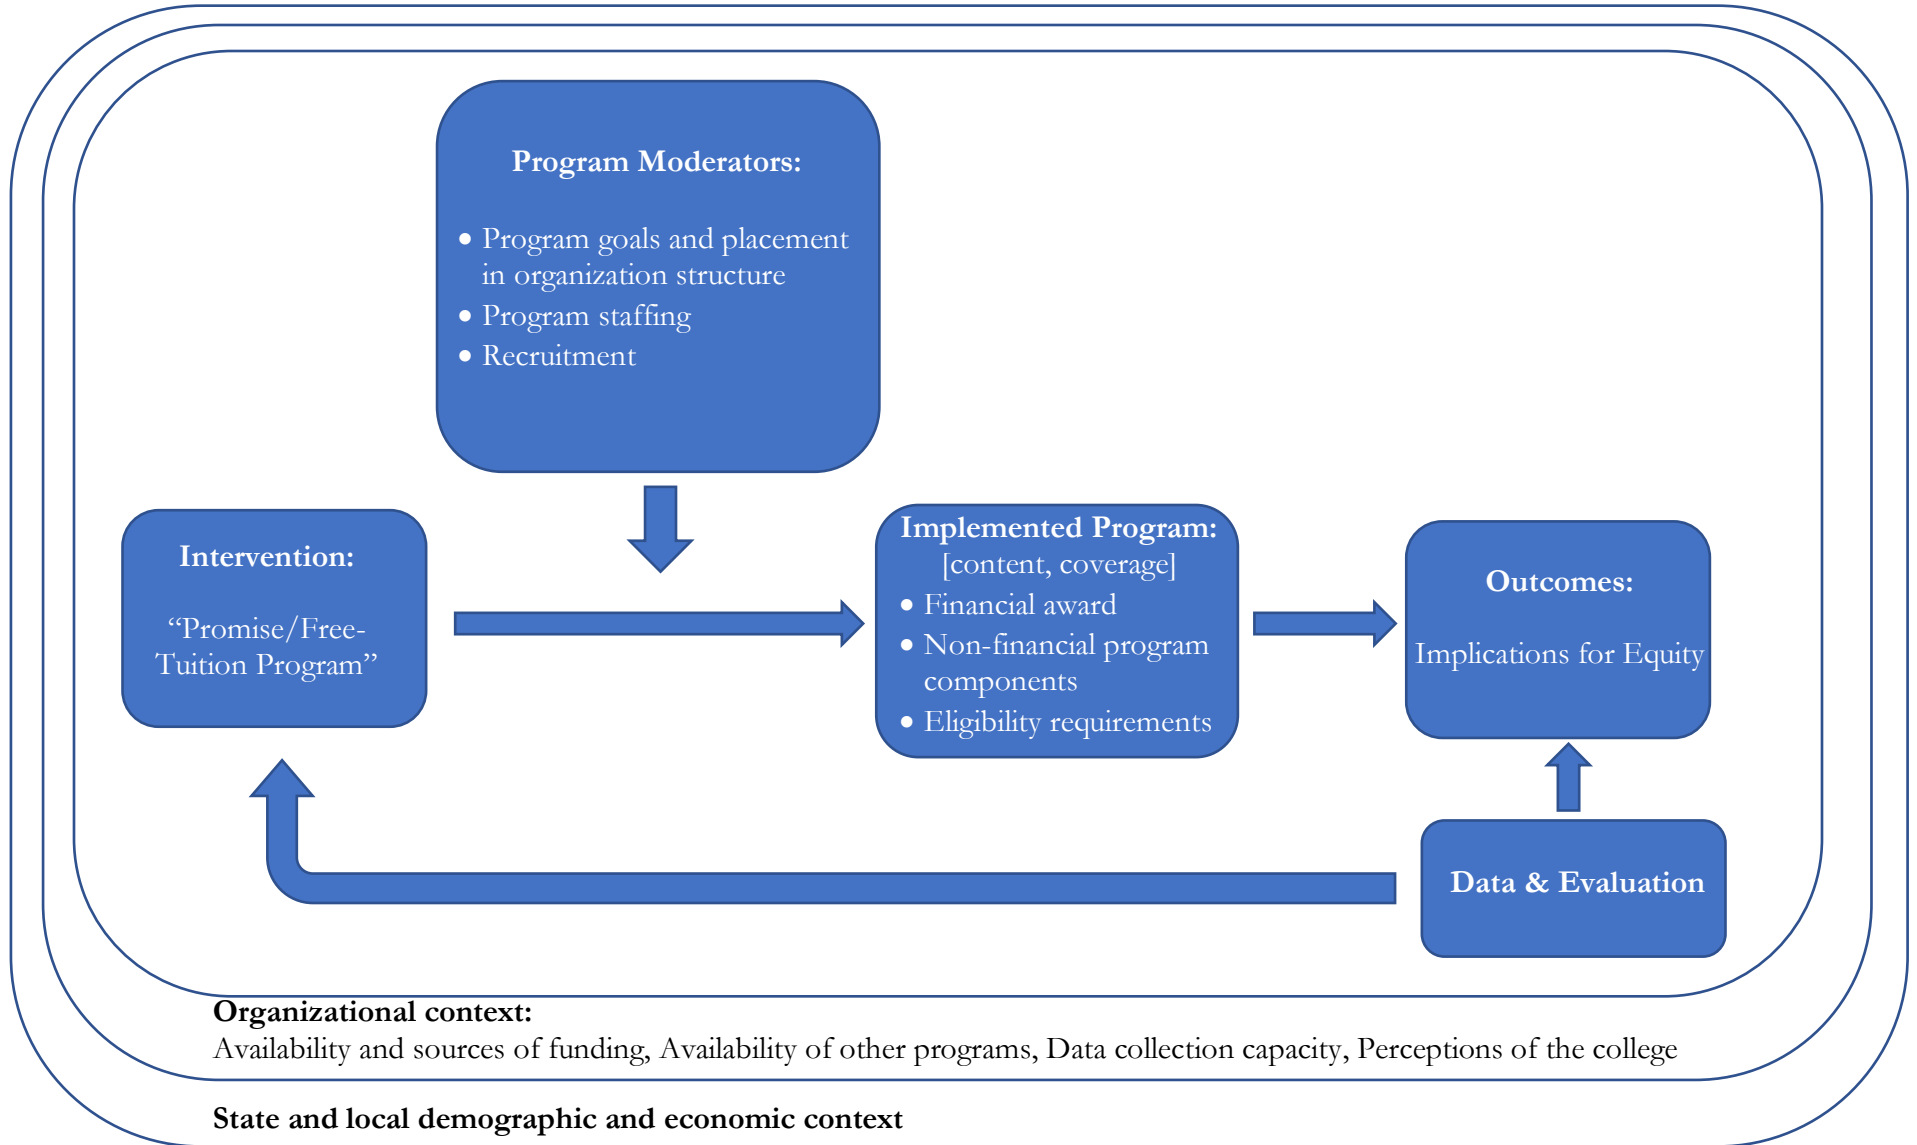 Program Moderators:
• Program goals and placement
in organization structure
• Program staffing
• Recruitment
Intervention:
“Promise/Free-
Tuition Program”
Implemented Program:
[content, coverage]
• Financial award
• Non-financial program
components
• Eligibility requirements
Outcomes:
Implications for Equity
Data & Evaluation
Organizational context:
Availability and sources of funding, Availability of other programs, Data collection capacity, Perceptions of the college
State and local demographic and economic context